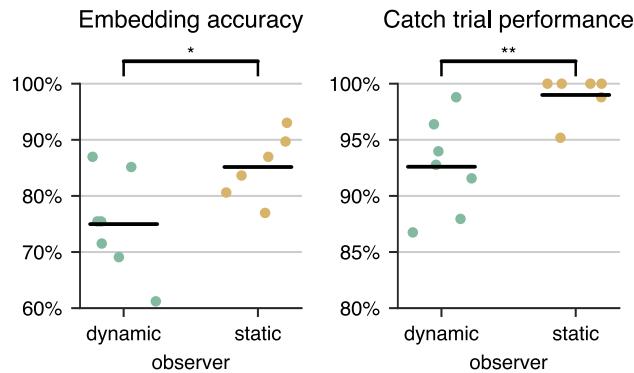 Embedding accuracy
*
100%
90%
80%
70%
60%
dynamic static
observer
Catch trial performance
**
100%
95%
90%
85%
80%
dynamic static
observer